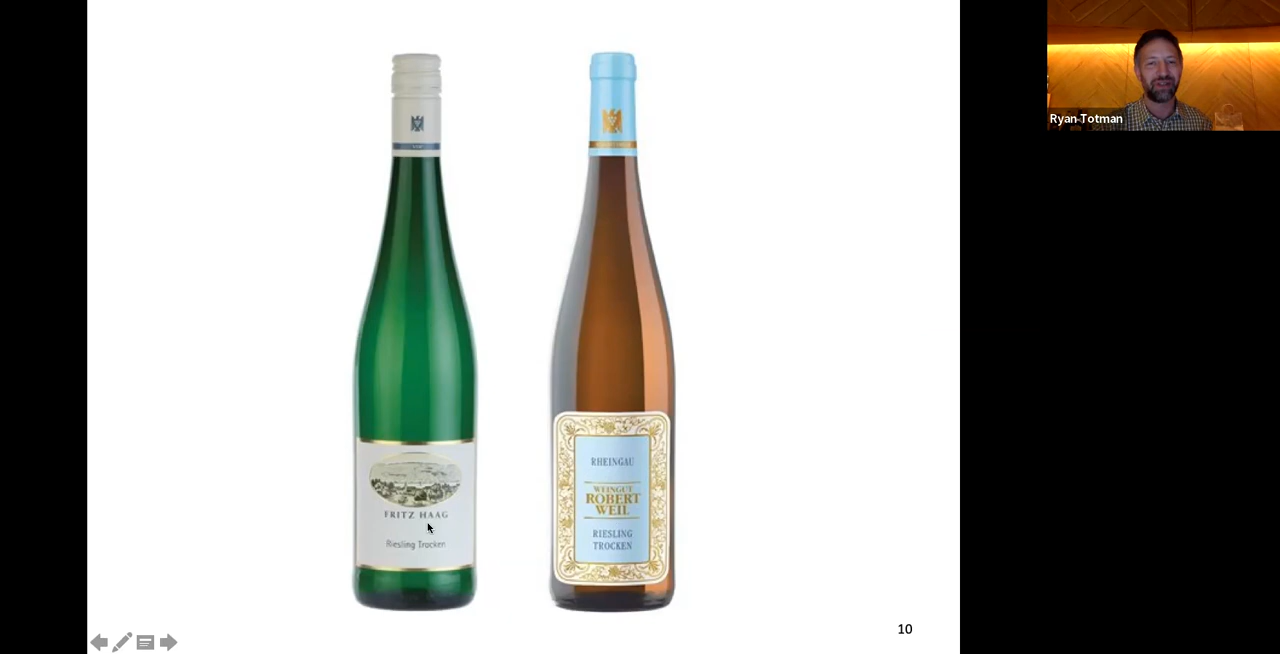 Ryan Totman
FRITZ HAAG
Riesling Trocken
RHEINGAU
WEINGUT
ROBERT
WEIL
RIESLING
TROCKEN
10